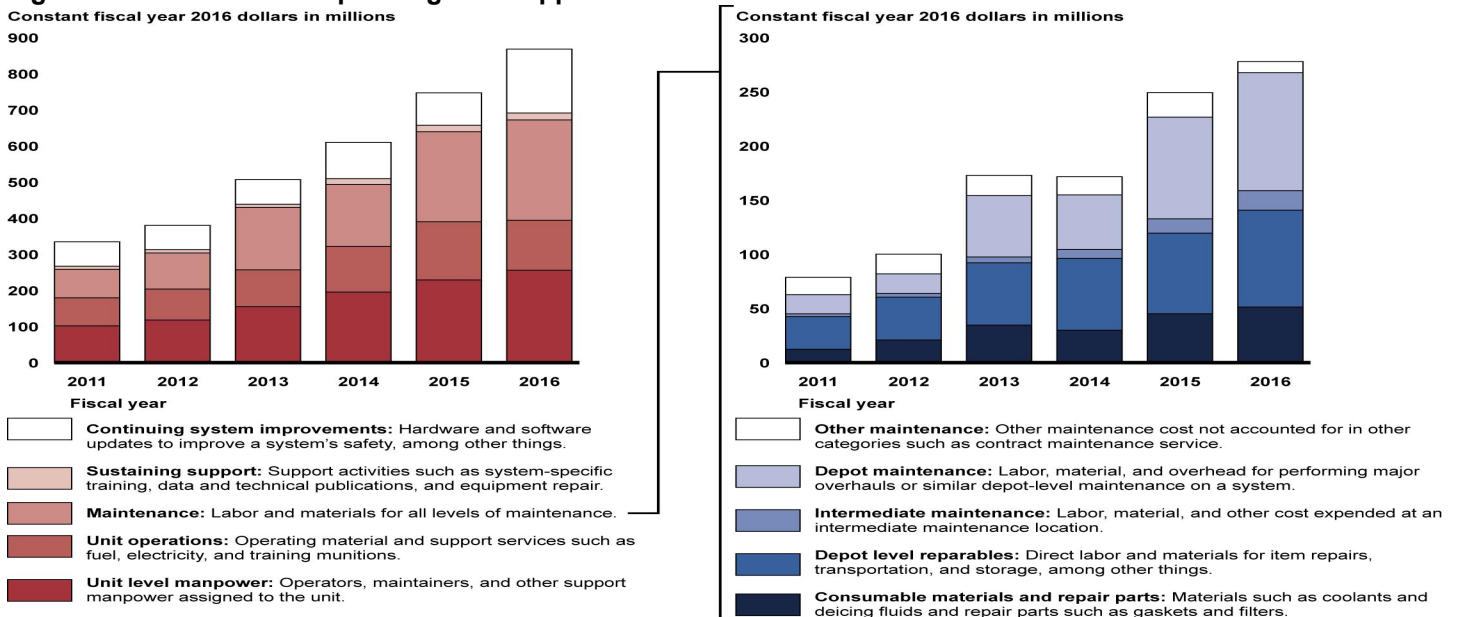 Constant fiscal year 2016 dollars in millions
900
800
700
600
500
400
300
200
100
0
2011 2012 2013 2014 2015 2016
Fiscal year
Continuing system improvements: Hardware and software
updates to improve a system's safety, among other things.
Sustaining support: Support activities such as system-specific
training, data and technical publications, and equipment repair.
Maintenance: Labor and materials for all levels of maintenance.
Unit operations: Operating material and support services such as
fuel, electricity, and training munitions.
Unit level manpower: Operators, maintainers, and other support
manpower assigned to the unit.
Constant fiscal year 2016 dollars in millions
300
250
200
150
100
50
0
2011 2012 2013 2014 2015 2016
Fiscal year
Other maintenance: Other maintenance cost not accounted for in other
categories such as contract maintenance service.
Depot maintenance: Labor, material, and overhead for performing major
overhauls or similar depot-level maintenance on a system.
Intermediate maintenance: Labor, material, and other cost expended at an
intermediate maintenance location.
Depot level reparables: Direct labor and materials for item repairs,
transportation, and storage, among other things.
Consumable materials and repair parts: Materials such as coolants and
deicing fluids and repair parts such as gaskets and filters.